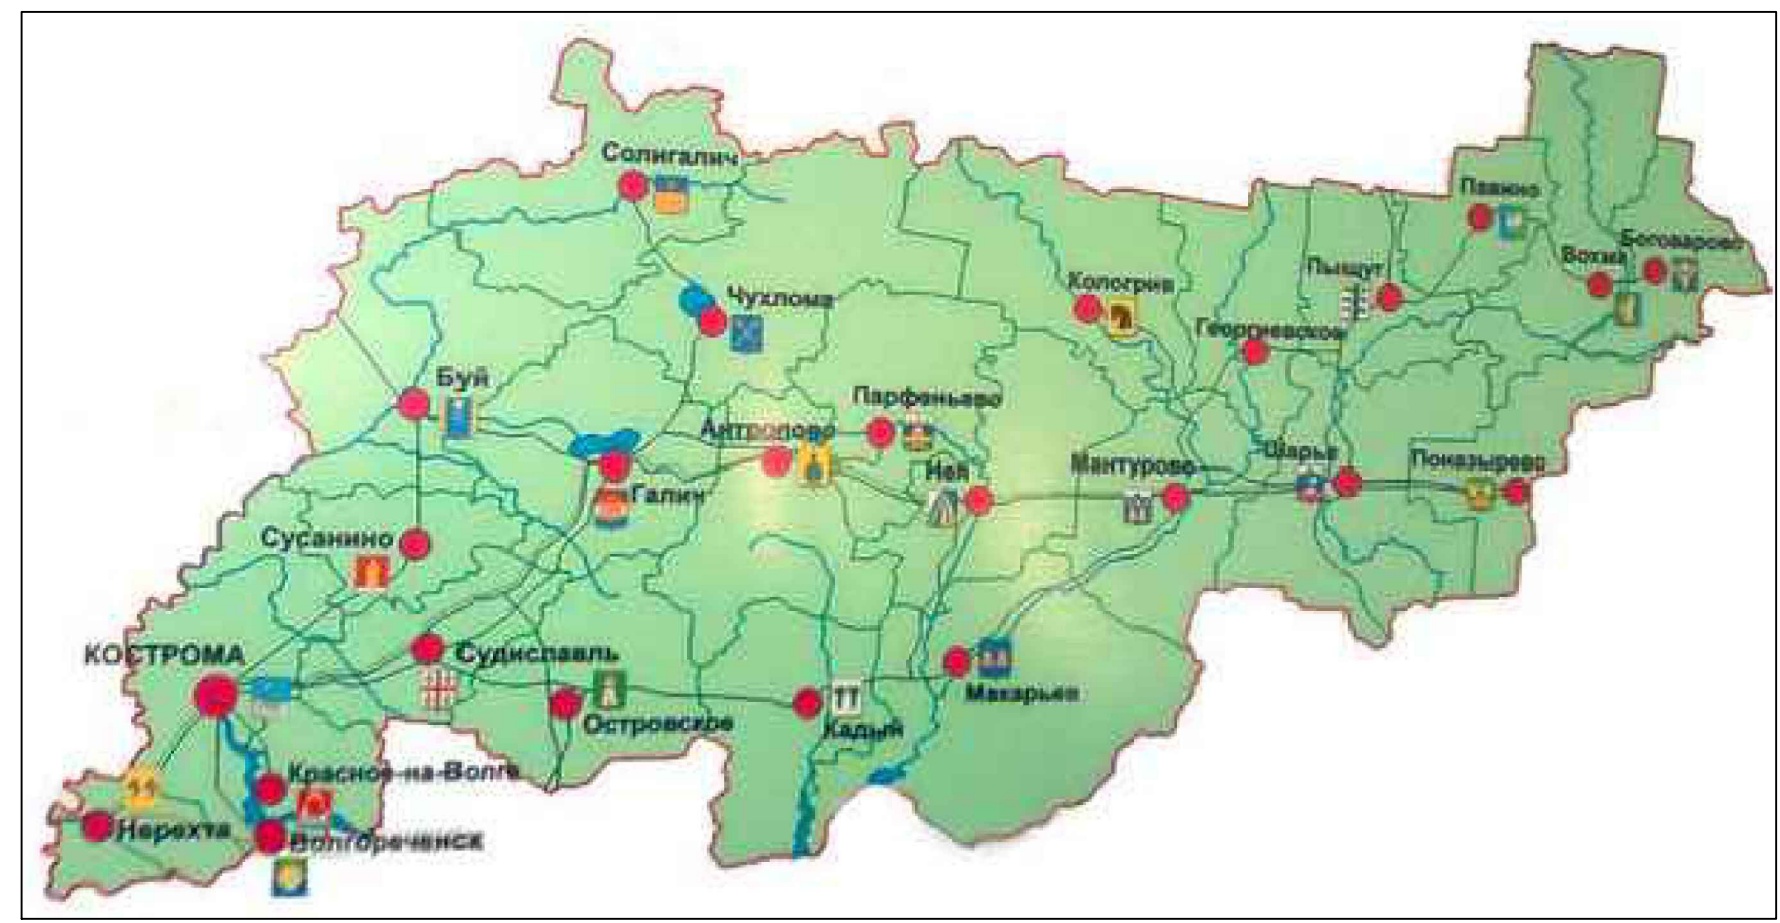 Солигалич
Павино
Боговарово
Вохма
Пыщуг
Кологрив
Чухлома
Георгиевское
Буй
Парфеньево
Антропово
Шарья
Поназырево
Мантурово
Нея
Галич
Сусанино
КОСТРОМА
Судиславль
Макарьев
Островское
Кадый
Красное-на-Волге
Нерехта
Волгореченск